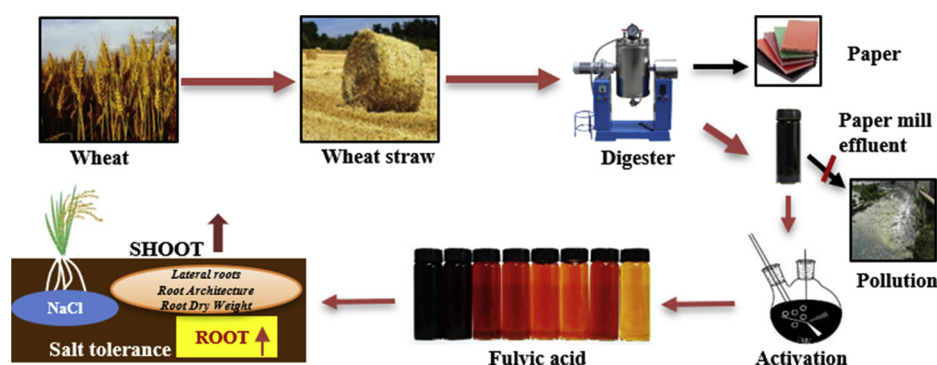 Wheat
Wheat straw
Digester
Paper
Paper mill
effluent
Pollution
Activation
Fulvic acid
SHOOT
Lateral roots
Root Architecture
Root Dry Weight
NaCl
ROOT
Salt tolerance